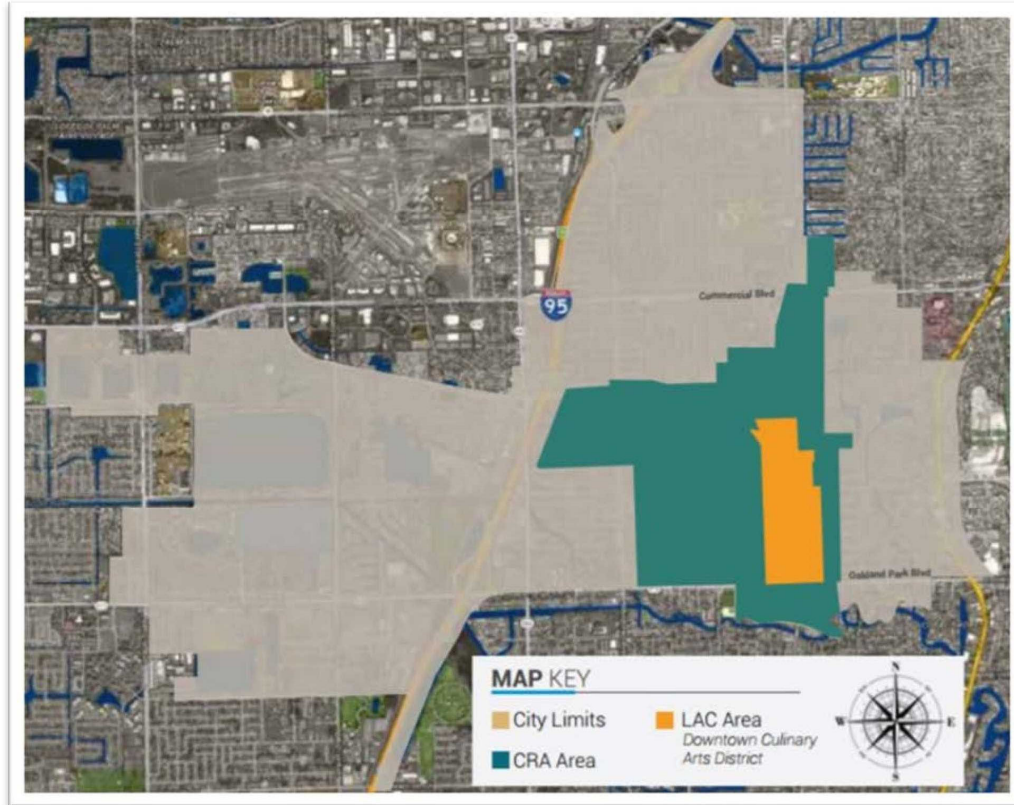 Commercial Blvd
95
Oakland Park Blvd
MAP KEY
City Limits
CRA Area
LAC Area
Downtown Culinary
Arts District
N
W
E
S